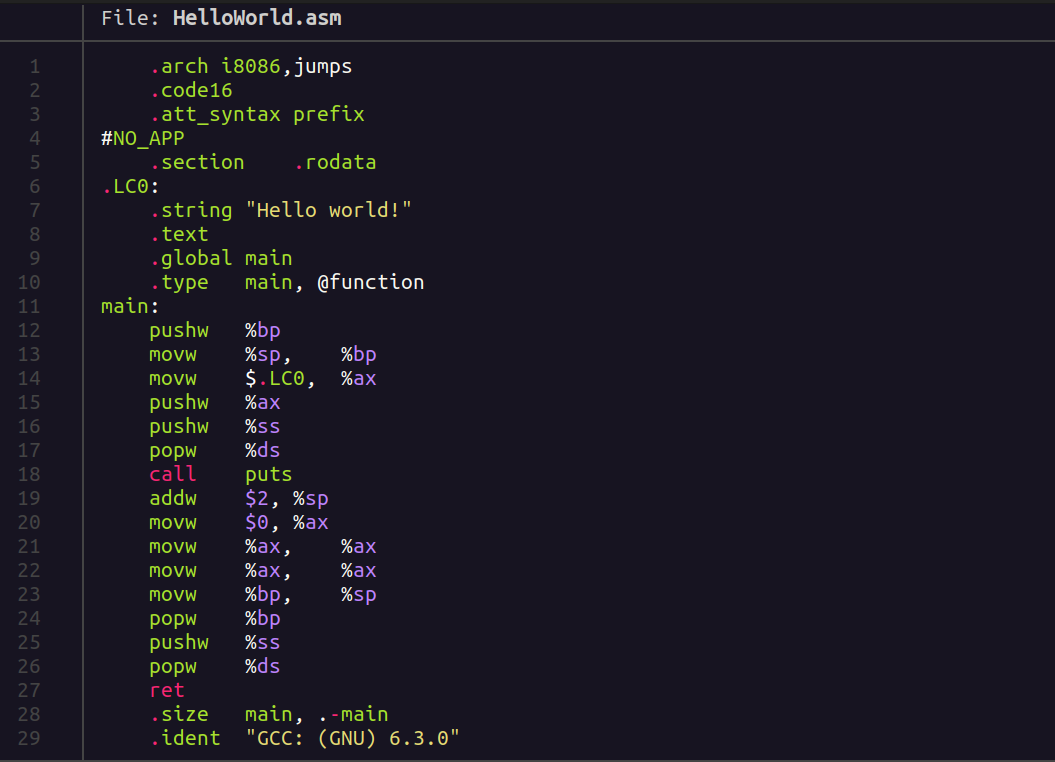 File: HelloWorld.asm
1 .arch i8086,jumps
2 .code16
3 .att_syntax prefix
4 #NO_APP
5 .section .rodata
6 .LC0:
7 .string "Hello world!"
8 .text
9 .global main
10 .type main, @function
11 main:
12 pushw %bp
13 movw %sp, %bp
14 movw $.LC0, %ax
15 pushw %ax
16 pushw %ss
17 popw %ds
18 call puts
19 addw $2, %sp
20 movw $0, %ax
21 movw %ax, %ax
22 movw %ax, %ax
23 movw %bp, %sp
24 popw %bp
25 pushw %ss
26 popw %ds
27 ret
28 .size main, .-main
29 .ident "GCC: (GNU) 6.3.0"